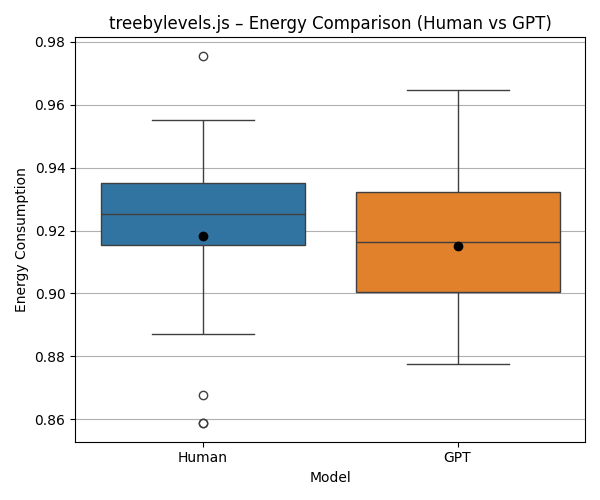 treebylevels.js – Energy Comparison (Human vs GPT)
0.98
0.96
0.94
0.92
0.90
0.88
0.86
Energy Consumption
Human GPT
Model